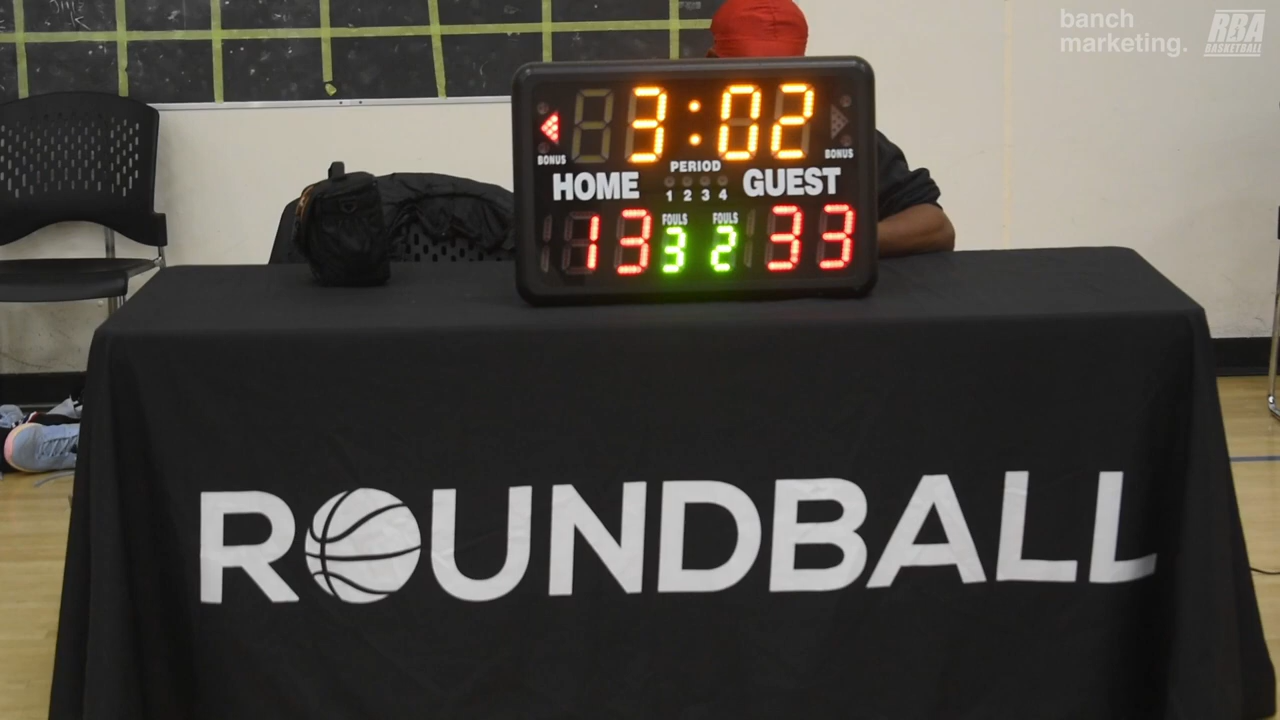 banch
marketing.
RBA
BASKETBALL
3:02
BONUS
BONUS
PERIOD
HOME
GUEST
1 2 3 4
FOULS
FOULS
13
3
2
33
ROUNDBALL